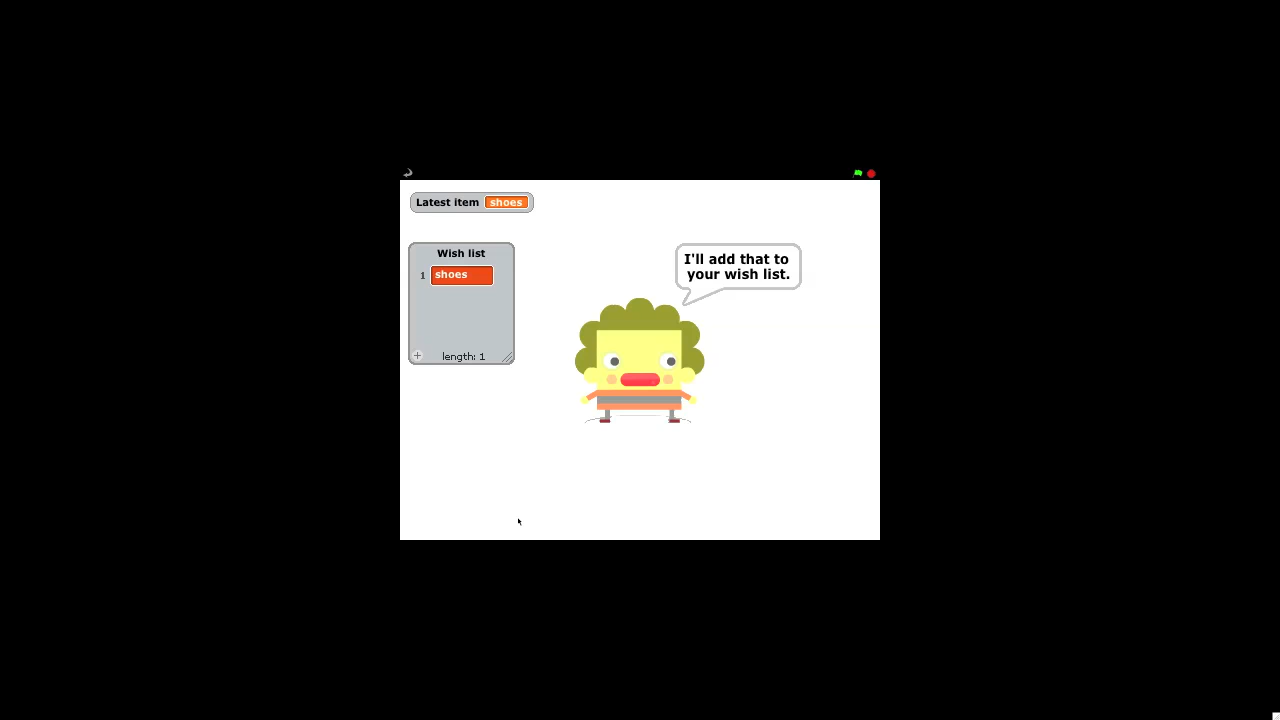 Latest item shoes
Wish list
1 shoes
length: 1
I'll add that to
your wish list.